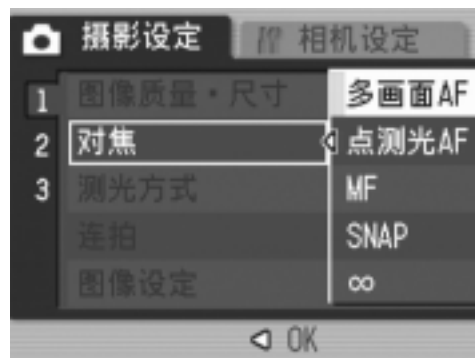 摄影设定 相机设定
1 图像质量・尺寸 多画面AF
2 对焦 点测光AF
3 测光方式 MF
连拍 SNAP
图像设定 ∞
OK